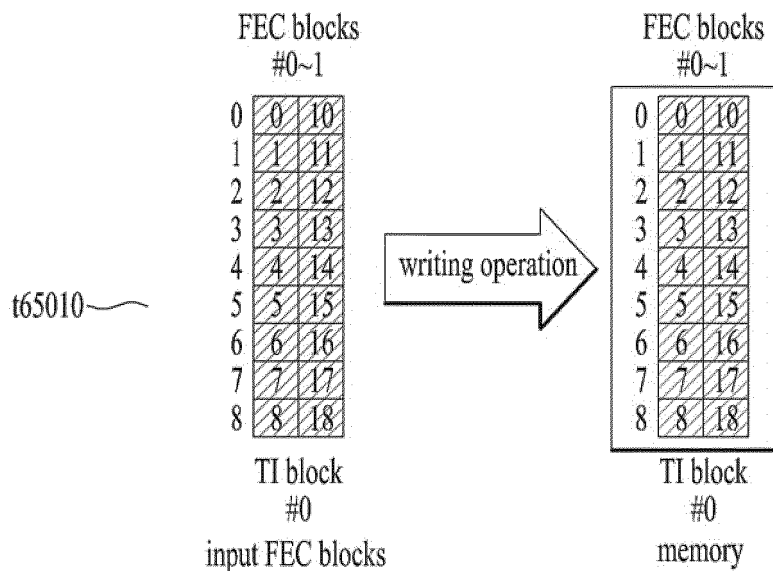 FEC blocks
#0~1
0 0 10
1 1 11
2 2 12
3 3 13
4 4 14
5 5 15
6 6 16
7 7 17
8 8 18
TI block
#0
input FEC blocks
t65010
writing operation
FEC blocks
#0~1
0 0 10
1 1 11
2 2 12
3 3 13
4 4 14
5 5 15
6 6 16
7 7 17
8 8 18
TI block
#0
memory